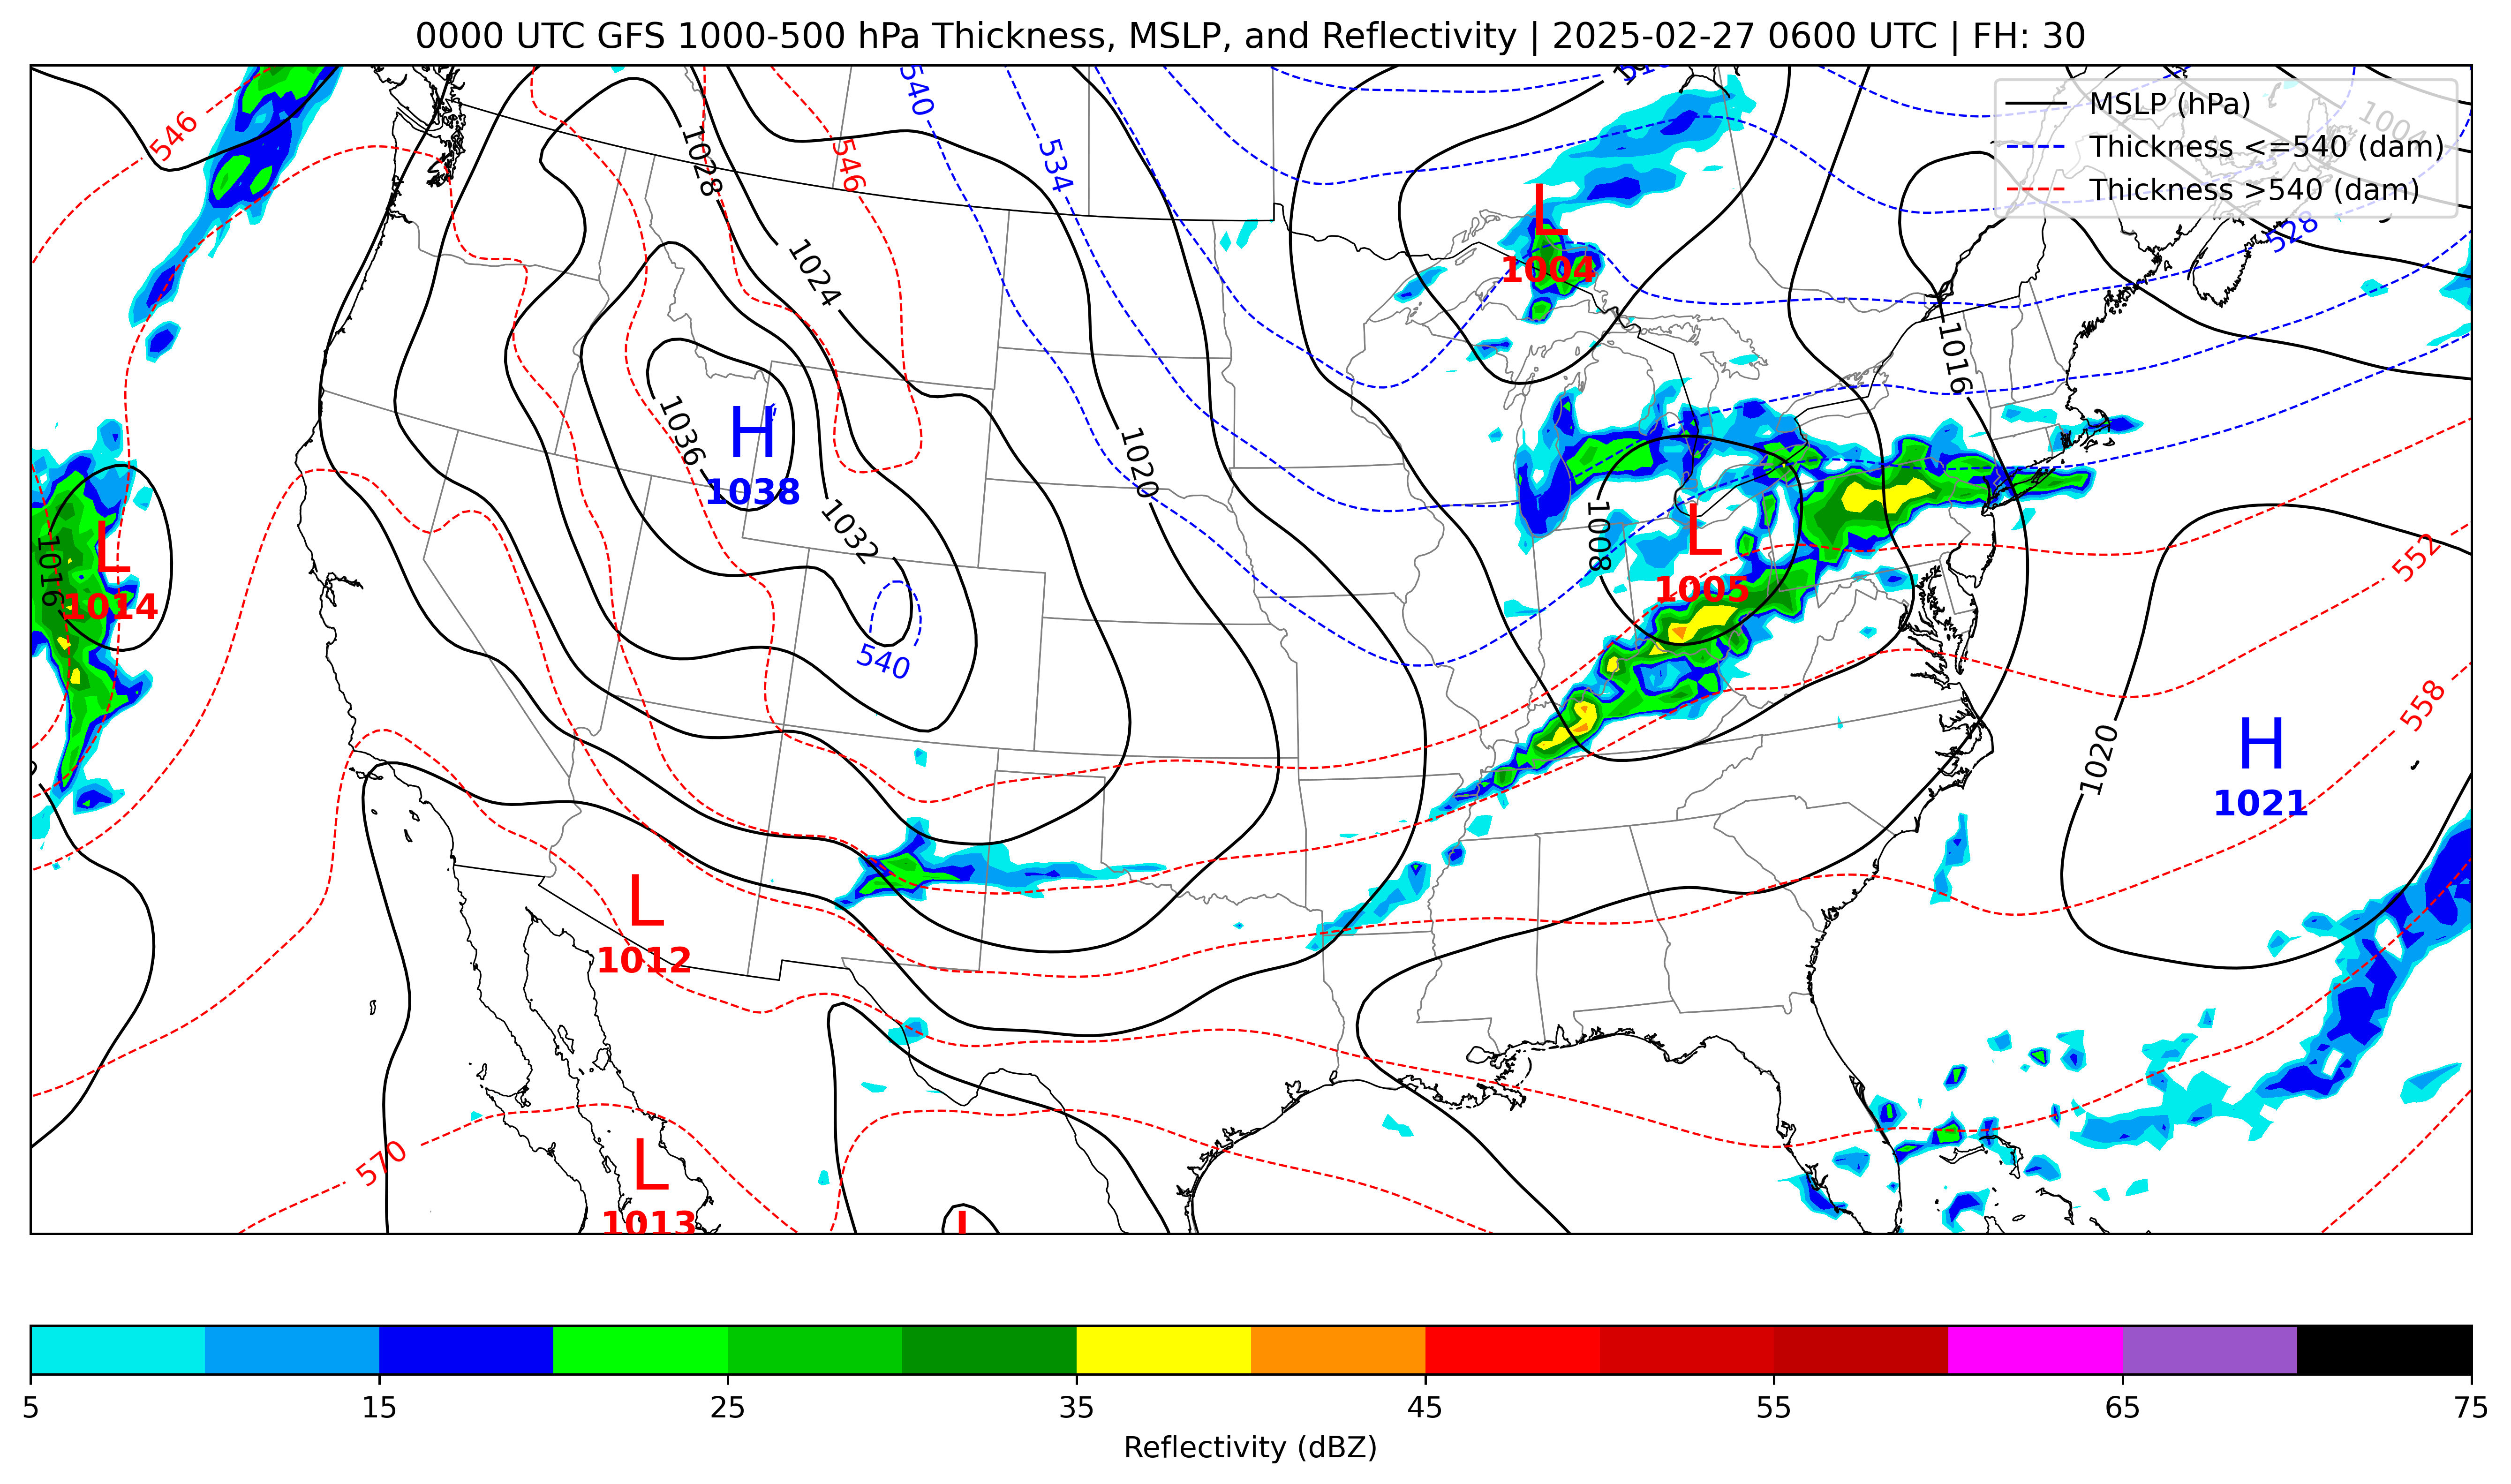 0000 UTC GFS 1000-500 hPa Thickness, MSLP, and Reflectivity | 2025-02-27 0600 UTC | FH: 30
MSLP (hPa)
Thickness <=540 (dam)
Thickness >540 (dam)
1004
546
540
534
1028
546
528
L
1004
1024
1016
H
1038
1036
1020
1032
L
1014
1016
1008
L
1005
552
540
558
1020
H
1021
L
1012
570
L
1013
L
5 15 25 35 45 55 65 75
Reflectivity (dBZ)